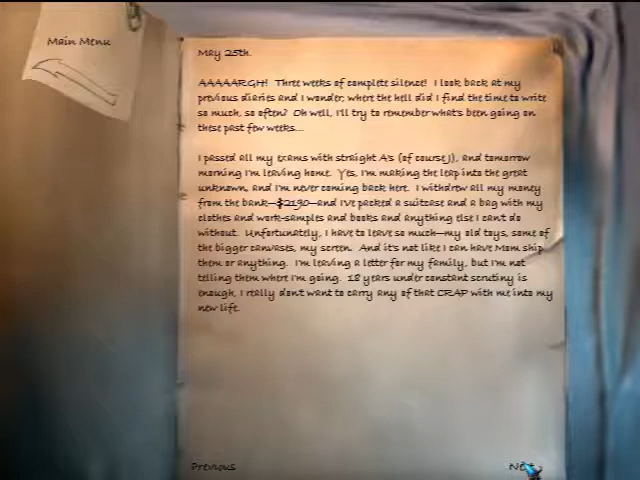 Main Menu
May 25th.
AAAAARGH! Three weeks of complete silence! I look back at my
previous diaries and I wonder, where the hell did I find the time to write
so much, so often? Oh well, I'll try to remember what's been going on
these past few weeks...
I passed all my exams with straight A's (of course!), and tomorrow
morning I'm leaving home. Yes, I'm making the leap into the great
unknown, and I'm never coming back here. I withdrew all my money
from the bank—$2190—and I've packed a suitcase and a bag with my
clothes and work-samples and books and anything else I can't do
without. Unfortunately, I have to leave so much—my old toys, some of
the bigger canvases, my screen. And it's not like I can have Mom ship
them or anything. I'm leaving a letter for my family, but I'm not
telling them where I'm going. 18 years under constant scrutiny is
enough, I really don't want to carry any of that CRAP with me into my
new life.
Previous